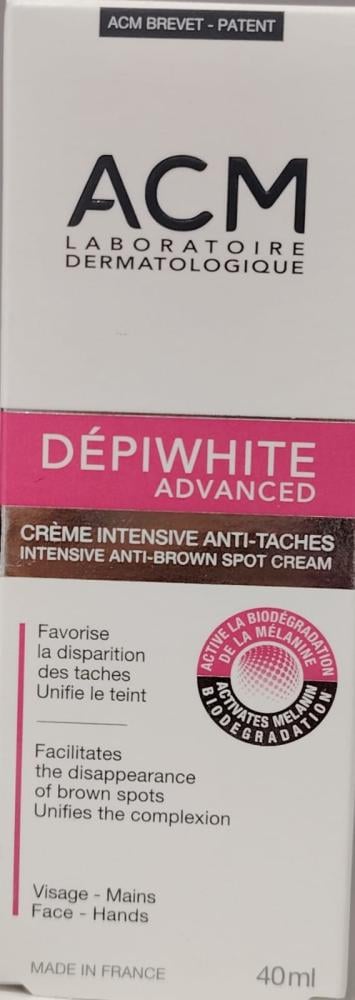 ACM BREVET - PATENT
ACM
LABORATOIRE
DERMATOLOGIQUE
DÉPIWHITE
ADVANCED
CRÈME INTENSIVE ANTI-TACHES
INTENSIVE ANTI-BROWN SPOT CREAM
Favorise
la disparition
des taches
Unifie le teint
ACTIVE LA BIODÉGRADATION
DE LA MÉLANINE
ACTIVATES MELANIN
BIODEGRADATION
Facilitates
the disappearance
of brown spots
Unifies the complexion
Visage - Mains
Face - Hands
MADE IN FRANCE
40ml